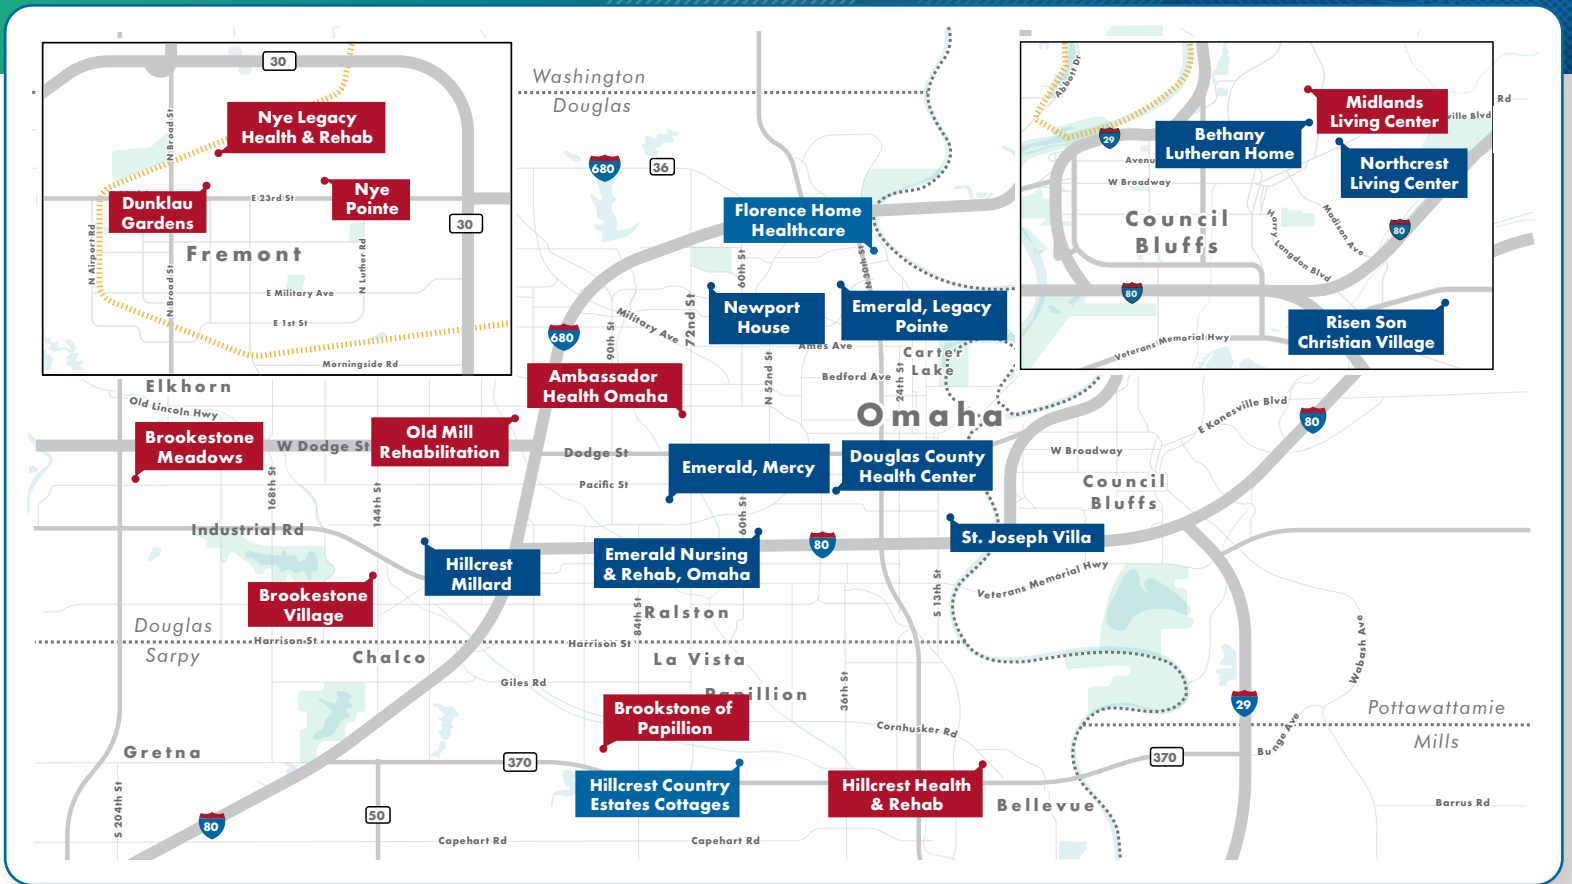 30
N Broad St
Nye Legacy
Health & Rehab
Dunklau
Gardens
E 23rd St
Nye
Pointe
30
N Airport Rd
Fremont
N Luther Rd
N Broad St
E Military Ave
E 1st St
Morningside Rd
Washington
Douglas
680
36
Florence Home
Healthcare
60th St
N 30th St
Newport
House
Emerald, Legacy
Pointe
Military Ave
72nd St
90th St
680
Ames Ave
Carter
Lake
Bedford Ave
24th St
N 52nd St
Abbott Dr
29
Midlands
Living Center
Rd
ville Blvd
Bethany
Lutheran Home
Avenu
W Broadway
Northcrest
Living Center
Council
Bluffs
Harry Langdon Blvd
Madison Ave
80
80
Risen Son
Christian Village
Veterans Memorial Hwy
Elkhorn
Old Lincoln Hwy
Brookestone
Meadows
W Dodge St
Old Mill
Rehabilitation
Ambassador
Health Omaha
Omaha
E Kanesville Blvd
80
Dodge St
Pacific St
Emerald, Mercy
Douglas County
Health Center
W Broadway
Council
Bluffs
168th St
144th St
60th St
Industrial Rd
Hillcrest
Millard
Emerald Nursing
& Rehab, Omaha
80
St. Joseph Villa
Veterans Memorial Hwy
S 13th St
Brookestone
Village
84th St
Ralston
Douglas
Sarpy
Harrison St
Harrison St
Chalco
La Vista
Giles Rd
Papillion
36th St
Wabash Ave
Brookstone of
Papillion
Cornhusker Rd
29
Pottawattamie
Mills
Bunge Ave
Gretna
370
370
Hillcrest Country
Estates Cottages
Hillcrest Health
& Rehab
Bellevue
Barrus Rd
S 204th St
80
50
Capehart Rd
Capehart Rd